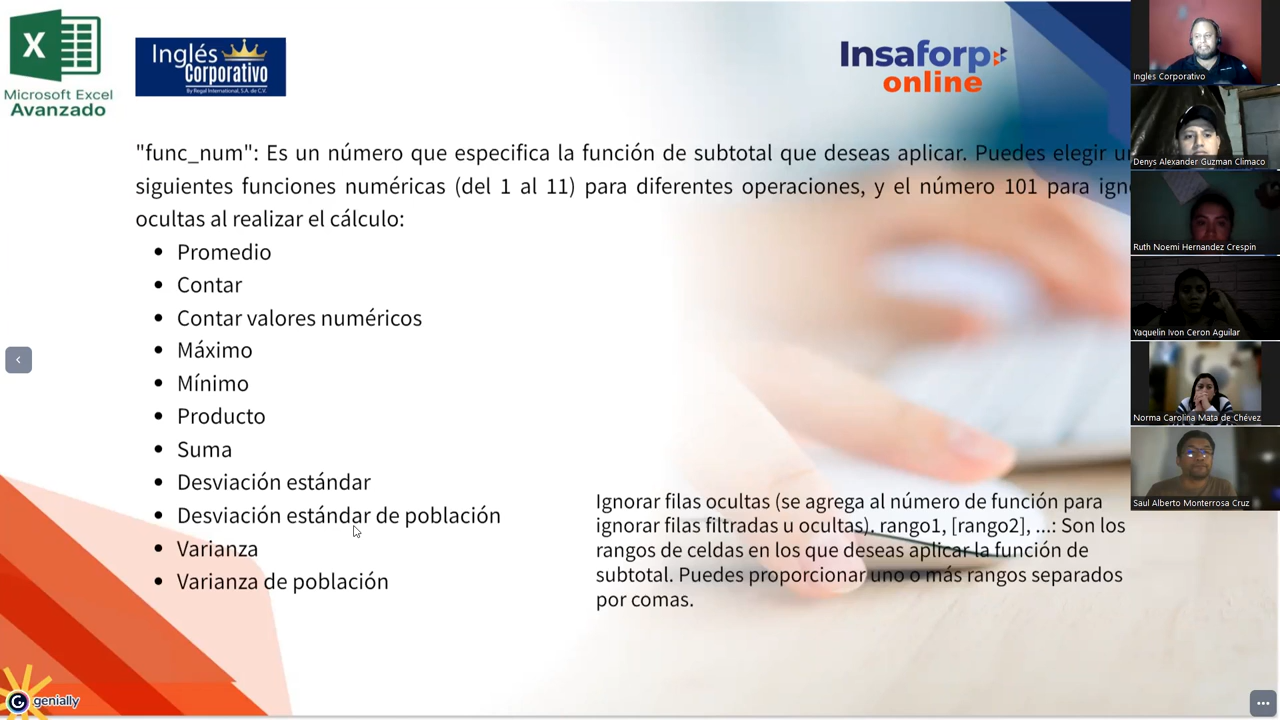 Microsoft Excel
Avanzado
Inglés
Corporativo
By Regal International, S.A. de C.V.
Insaforp
online
"func_num": Es un número que especifica la función de subtotal que deseas aplicar. Puedes elegir
siguientes funciones numéricas (del 1 al 11) para diferentes operaciones, y el número 101 para
ocultas al realizar el cálculo:
• Promedio
• Contar
• Contar valores numéricos
• Máximo
• Mínimo
• Producto
• Suma
• Desviación estándar
• Desviación estándar de población
• Varianza
• Varianza de población
Ignorar filas ocultas (se agrega al número de función para
ignorar filas filtradas u ocultas). rango1, [rango2], ...: Son los
rangos de celdas en los que deseas aplicar la función de
subtotal. Puedes proporcionar uno o más rangos separados
por comas.
genially
Ingles Corporativo
Denys Alexander Guzman Climaco
Ruth Noemi Hernandez Crespin
Yaquelin Ivon Ceron Aguilar
Norma Carolina Mata de Chévez
Saul Alberto Monterrosa Cruz